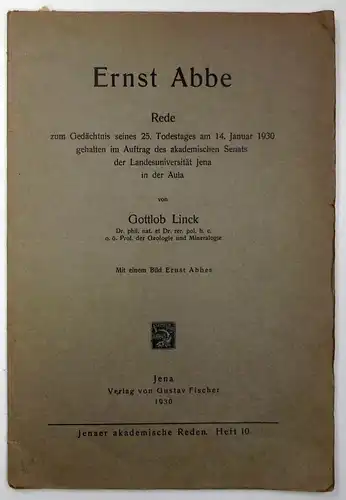 Ernst Abbe
Rede
zum Gedächtnis seines 25. Todestages am 14. Januar 1930
gehalten im Auftrag des akademischen Senats
der Landesuniversität Jena
in der Aula
von
Gottlob Linck
Dr. phil. nat. et Dr. rer. pol. h. c.
o. ö. Prof. der Geologie und Mineralogie
Mit einem Bild Ernst Abbes
Jena
Verlag von Gustav Fischer
1930
Jenaer akademische Reden. Heft 10